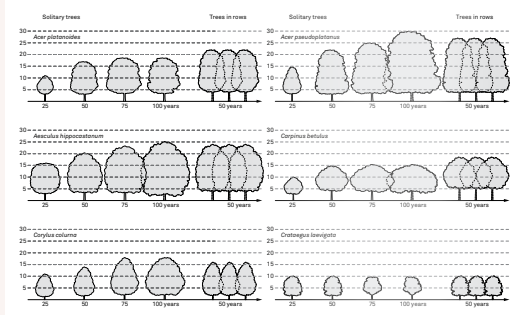 Solitary trees Trees in rows
30 Acer platanoides
25
20
15
10
5
25 50 75 100 years 50 years
Solitary trees Trees in rows
30 Acer pseudoplatanus
25
20
15
10
5
25 50 75 100 years 50 years
30 Aesculus hippocastanum
25
20
15
10
5
25 50 75 100 years 50 years
30 Carpinus betulus
25
20
15
10
5
25 50 75 100 years 50 years
30 Corylus colurna
25
20
15
10
5
25 50 75 100 years 50 years
30 Crataegus laevigata
25
20
15
10
5
25 50 75 100 years 50 years